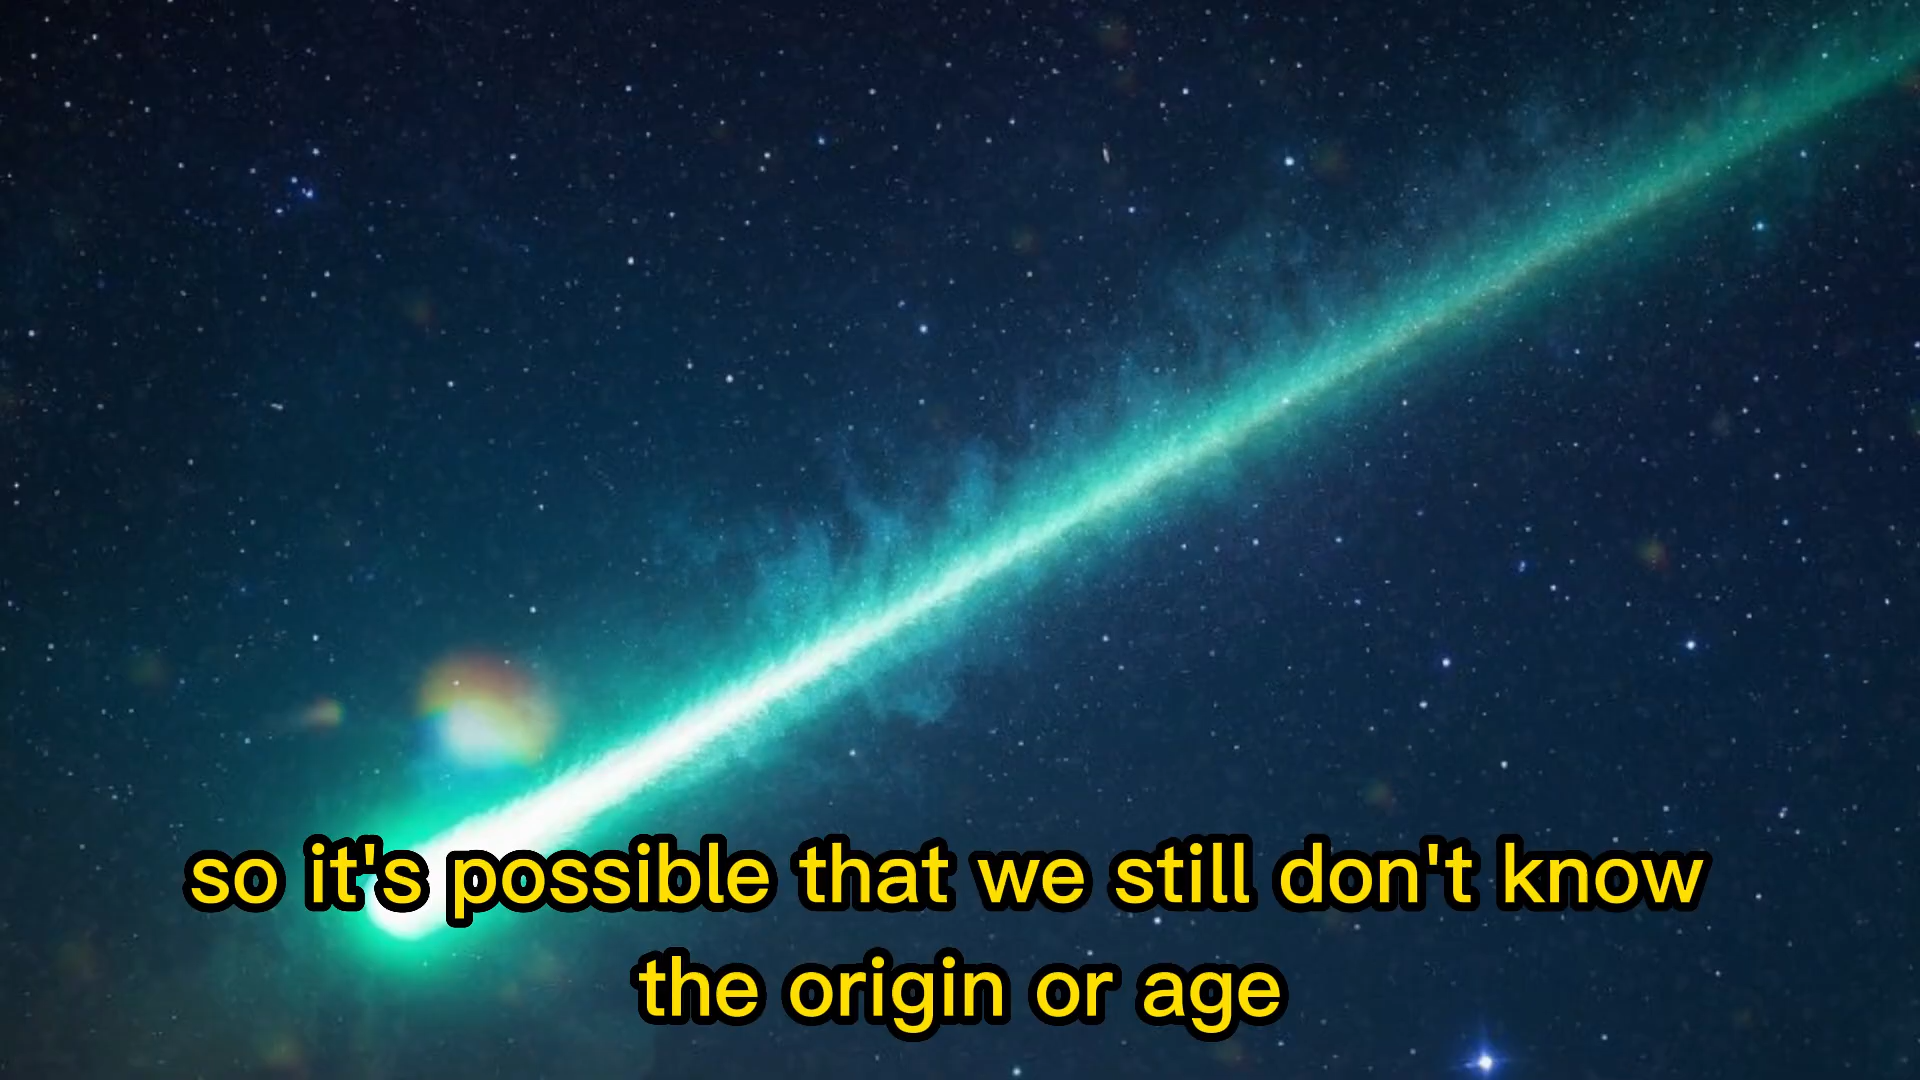 so it's possible that we still don't know
the origin or age